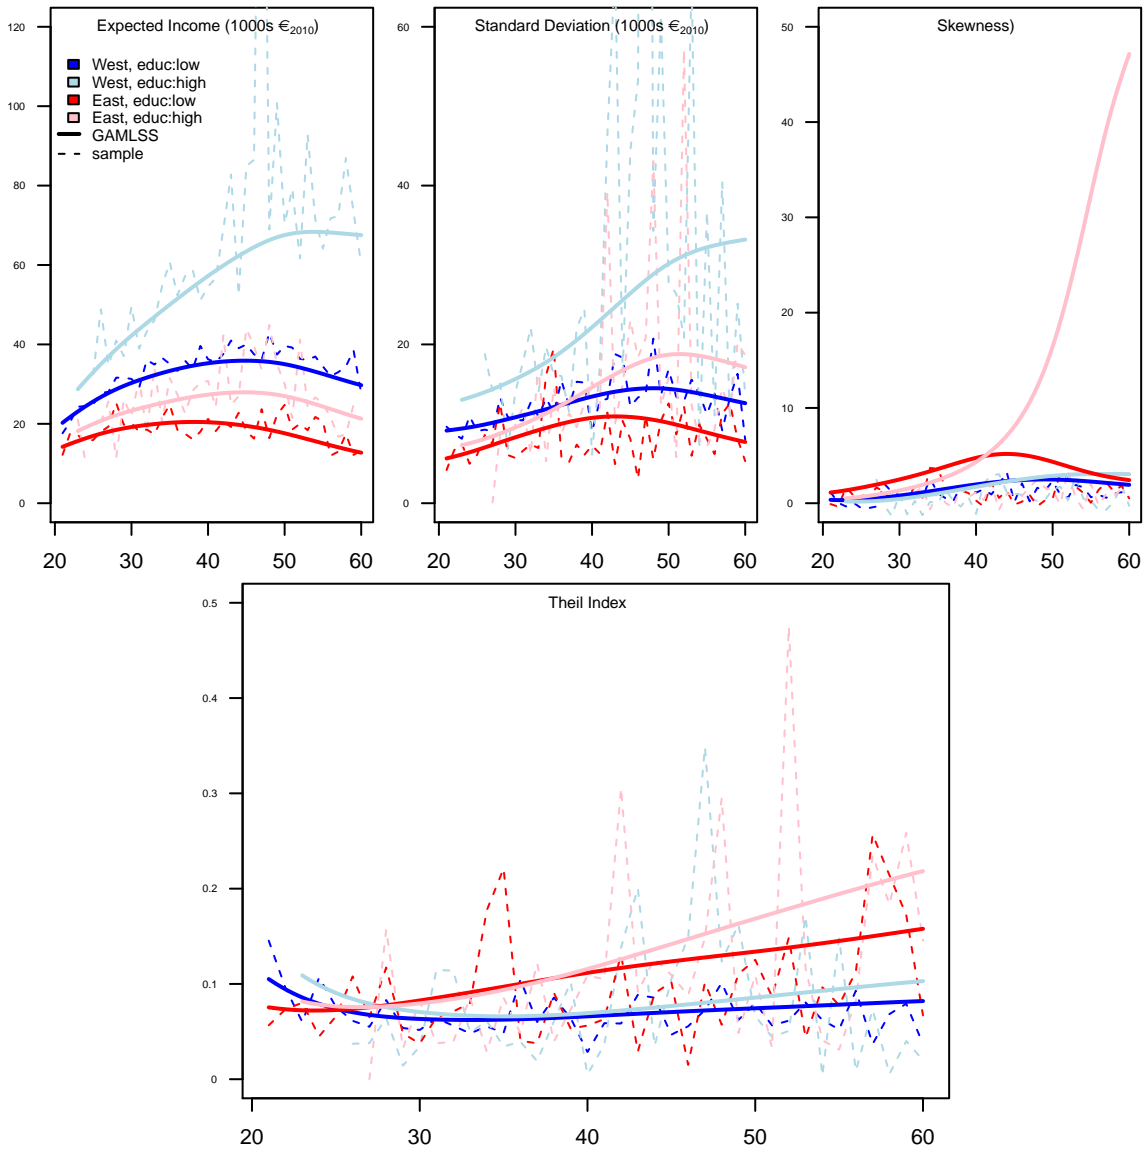 Expected Income (1000s €2010)
120
100
80
60
40
20
0
West, educ:low
West, educ:high
East, educ:low
East, educ:high
GAMLSS
sample
20 30 40 50 60
Standard Deviation (1000s €2010)
60
40
20
0
20 30 40 50 60
Skewness)
50
40
30
20
10
0
20 30 40 50 60
Theil Index
0.5
0.4
0.3
0.2
0.1
0
20 30 40 50 60